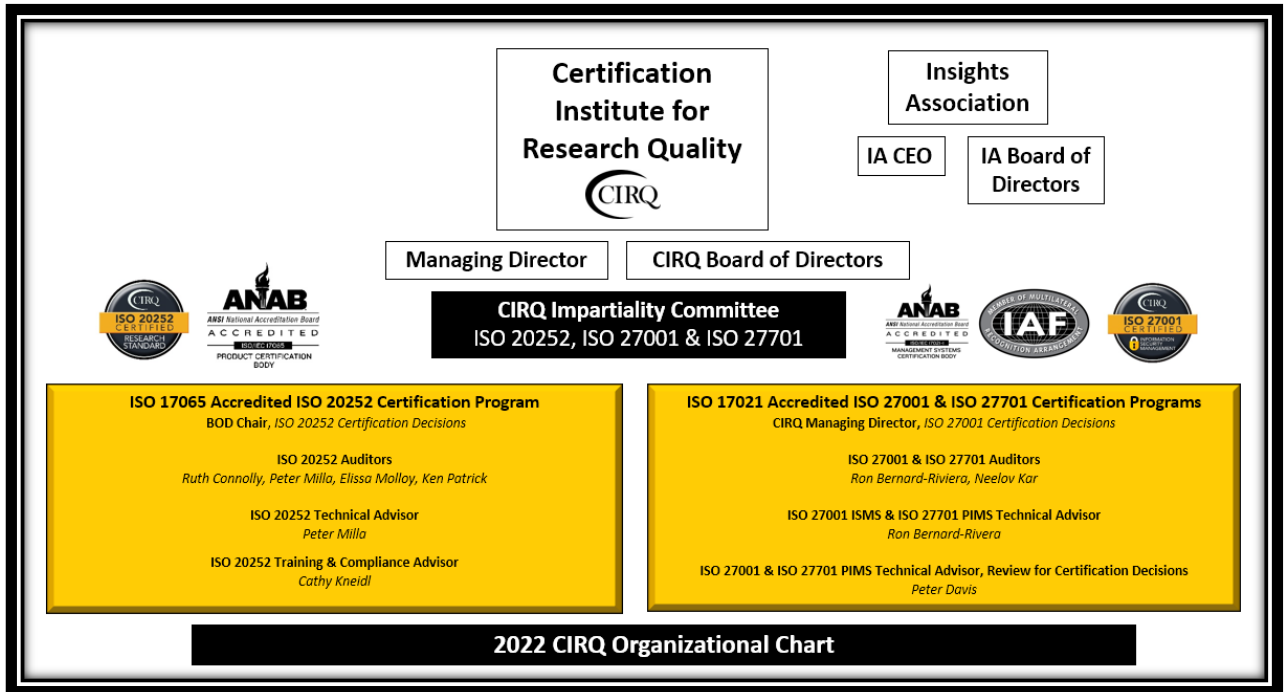 Certification
Institute for
Research Quality
CIRQ
Insights
Association
IA CEO
IA Board of
Directors
Managing Director
CIRQ Board of Directors
CIRQ
ISO 20252
CERTIFIED
RESEARCH
STANDARD
ANAB
ANSI National Accreditation Board
ACCREDITED
ISO/IEC 17065
PRODUCT CERTIFICATION
BODY
CIRQ Impartiality Committee
ISO 20252, ISO 27001 & ISO 27701
ANAB
ANSI National Accreditation Board
ACCREDITED
MANAGEMENT SYSTEMS
CERTIFICATION BODY
MEMBER OF MULTILATERAL
IAF
RECOGNITION ARRANGEMENT
CIRQ
ISO 27001
CERTIFIED
INFORMATION
SECURITY
MANAGEMENT
ISO 17065 Accredited ISO 20252 Certification Program
BOD Chair, ISO 20252 Certification Decisions
ISO 20252 Auditors
Ruth Connolly, Peter Milla, Elissa Molloy, Ken Patrick
ISO 20252 Technical Advisor
Peter Milla
ISO 20252 Training & Compliance Advisor
Cathy Kneidl
ISO 17021 Accredited ISO 27001 & ISO 27701 Certification Programs
CIRQ Managing Director, ISO 27001 Certification Decisions
ISO 27001 & ISO 27701 Auditors
Ron Bernard-Riviera, Neelov Kar
ISO 27001 ISMS & ISO 27701 PIMS Technical Advisor
Ron Bernard-Rivera
ISO 27001 & ISO 27701 PIMS Technical Advisor, Review for Certification Decisions
Peter Davis
2022 CIRQ Organizational Chart